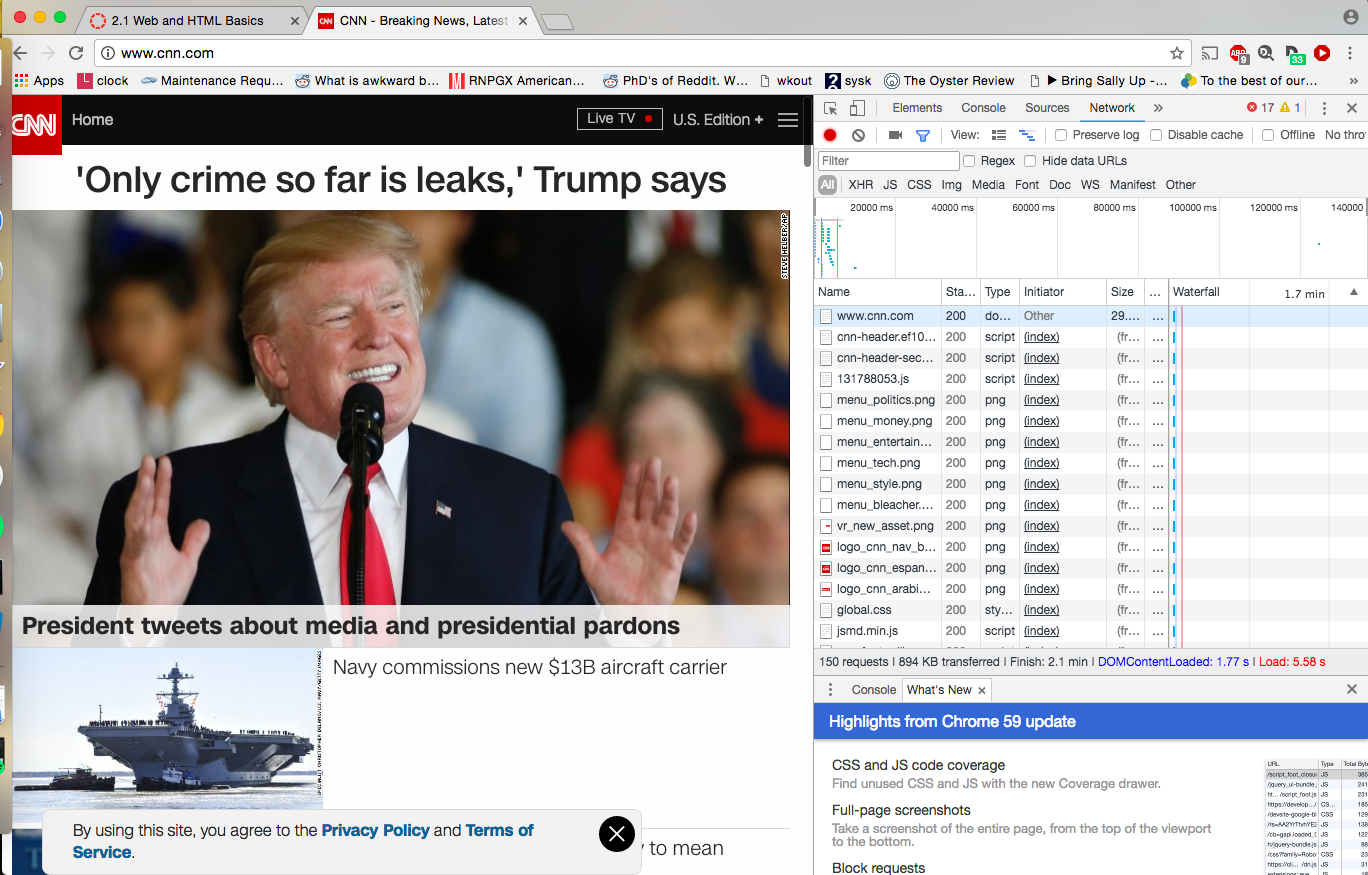 2.1 Web and HTML Basics
CNN - Breaking News, Latest
www.cnn.com
ABP 9 33
Apps clock Maintenance Requ... What is awkward b... RNPGX American... PhD's of Reddit. W... wkout sysk The Oyster Review ▶ Bring Sally Up -... To the best of our... »
CNN Home Live TV U.S. Edition +
'Only crime so far is leaks,' Trump says
STEVE HELBER/AP
President tweets about media and presidential pardons
Navy commissions new $13B aircraft carrier
By using this site, you agree to the Privacy Policy and Terms of
Service.
to mean
Elements Console Sources Network » 17 1
View: Preserve log Disable cache Offline No thro
Filter Regex Hide data URLs
All XHR JS CSS Img Media Font Doc WS Manifest Other
20000 ms 40000 ms 60000 ms 80000 ms 100000 ms 120000 ms 140000
Name Sta... Type Initiator Size ... Waterfall 1.7 min
www.cnn.com 200 do... Other 29.... ...
cnn-header.ef10... 200 script (index) (fr... ...
cnn-header-sec... 200 script (index) (fr... ...
131788053.js 200 script (index) (fr... ...
menu_politics.png 200 png (index) (fr... ...
menu_money.png 200 png (index) (fr... ...
menu_entertain... 200 png (index) (fr... ...
menu_tech.png 200 png (index) (fr... ...
menu_style.png 200 png (index) (fr... ...
menu_bleacher.... 200 png (index) (fr... ...
vr_new_asset.png 200 png (index) (fr... ...
logo_cnn_nav_b... 200 png (index) (fr... ...
logo_cnn_espan... 200 png (index) (fr... ...
logo_cnn_arabi... 200 png (index) (fr... ...
global.css 200 sty... (index) (fr... ...
jsmd.min.js 200 script (index) (fr... ...
150 requests | 894 KB transferred | Finish: 2.1 min | DOMContentLoaded: 1.77 s | Load: 5.58 s
Console What's New
Highlights from Chrome 59 update
CSS and JS code coverage
Find unused CSS and JS with the new Coverage drawer.
Full-page screenshots
Take a screenshot of the entire page, from the top of the viewport
to the bottom.
Block requests
URL Type Total Byt